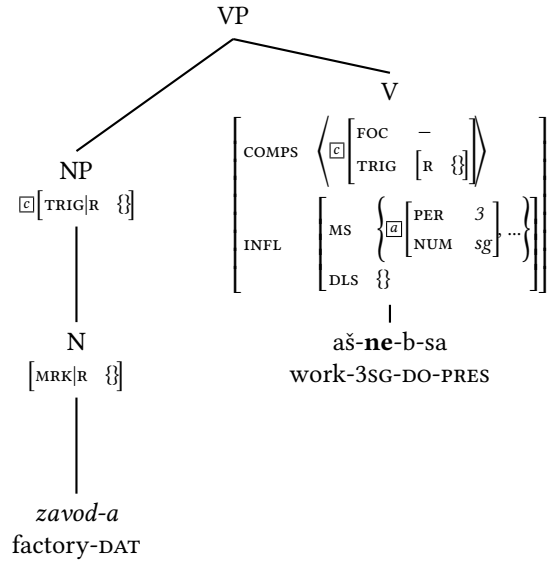 VP
V
COMPS ⟨ [c] [FOC –
TRIG [R {}]] ⟩
INFL [MS { [a] [PER 3
NUM sg], ... }
DLS {}]
aš-ne-b-sa
work-3SG-DO-PRES
NP
[c] [TRIG|R {}]
N
[MRK|R {}]
zavod-a
factory-DAT